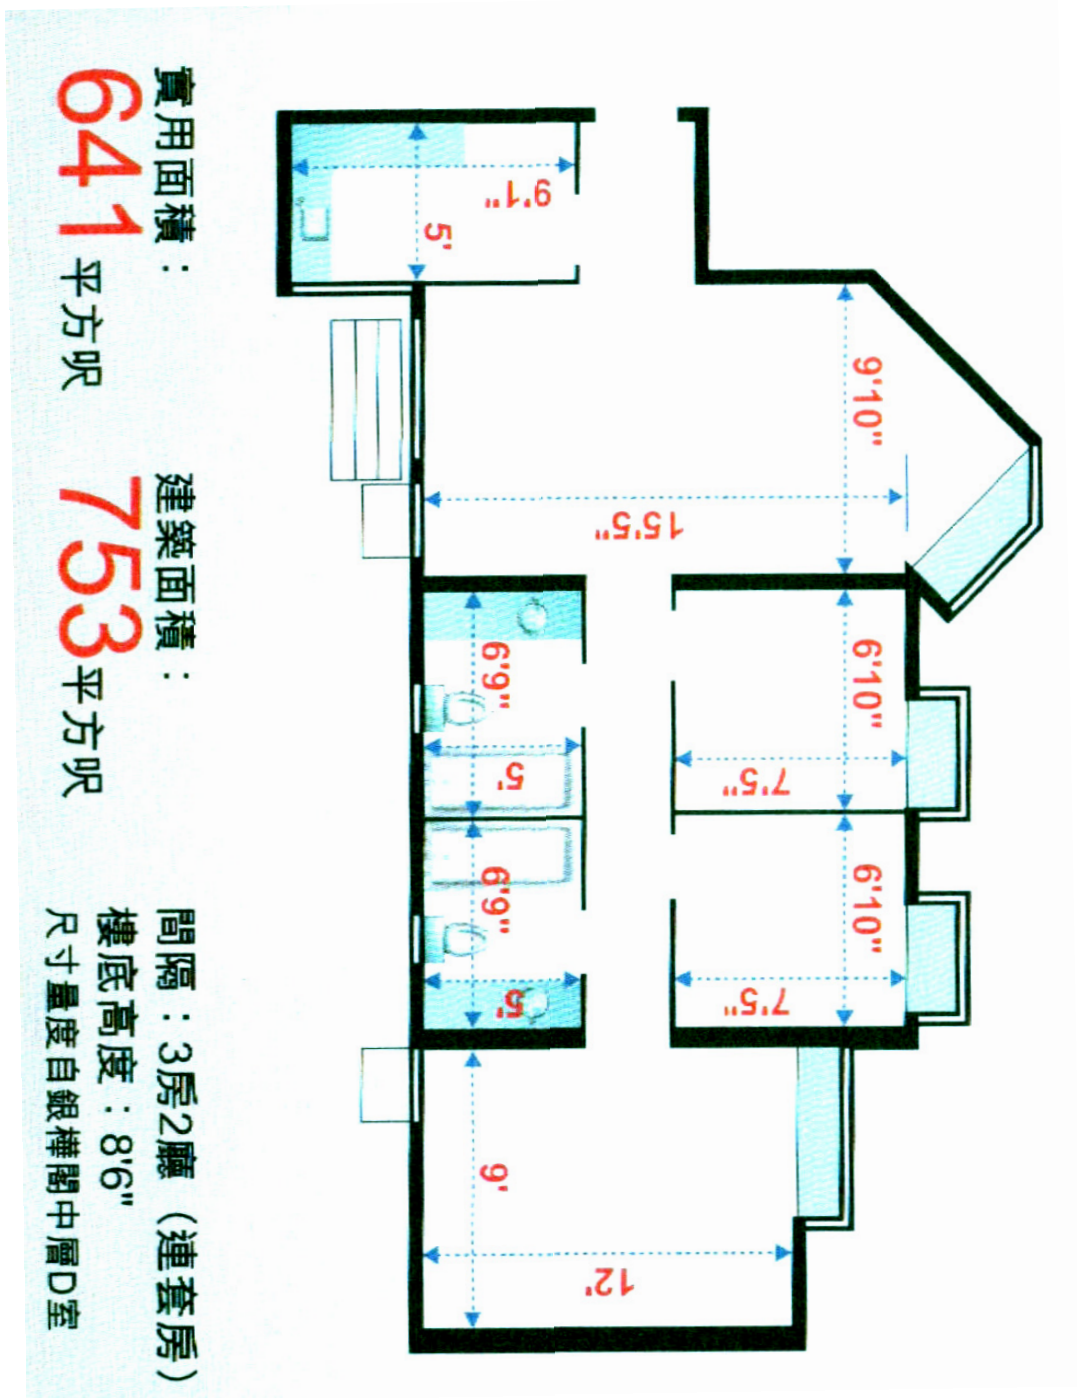 實用面積：
641平方呎
建築面積：
753平方呎
間隔：3房2廳（連套房）
樓底高度：8'6"
尺寸量度自銀樺閣中層D室
9'1"
5'
9'10"
15'5"
6'9"
5'
6'10"
7'5"
6'9"
5'
6'10"
7'5"
9'
12'